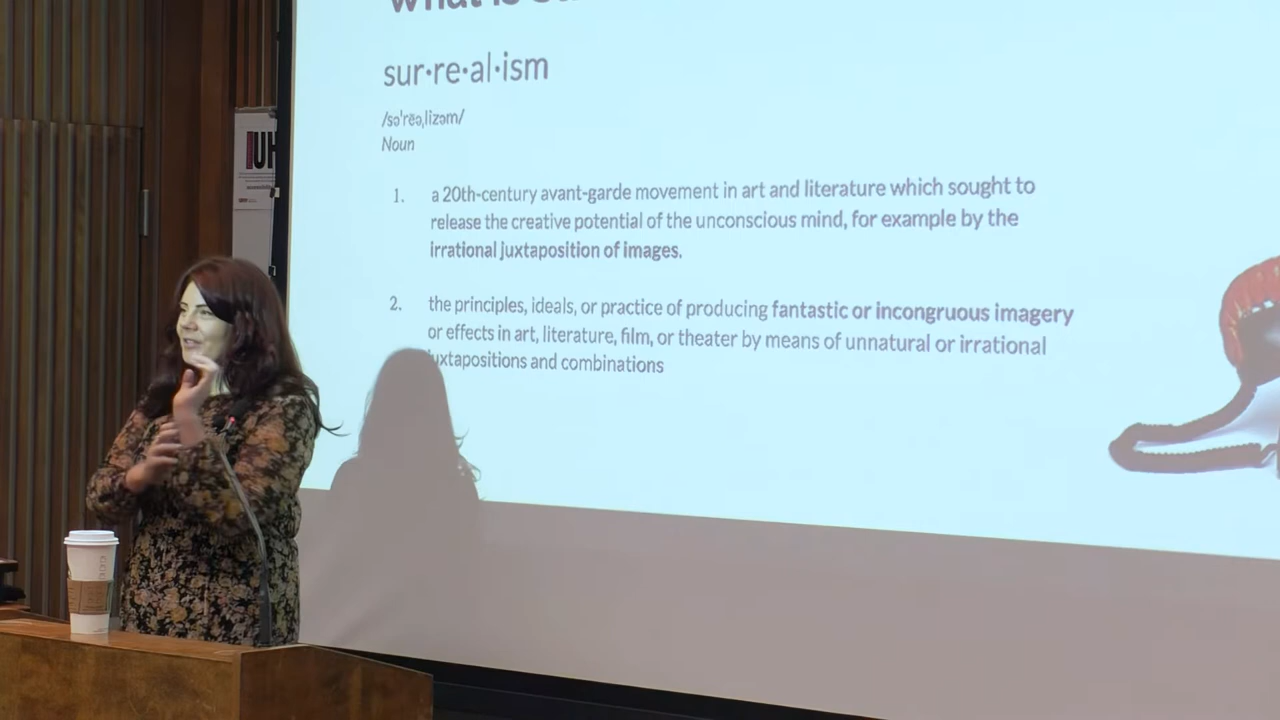 what is
sur·re·al·ism
/səˈrēəˌlizəm/
Noun
1. a 20th-century avant-garde movement in art and literature which sought to
release the creative potential of the unconscious mind, for example by the
irrational juxtaposition of images.
2. the principles, ideals, or practice of producing fantastic or incongruous imagery
or effects in art, literature, film, or theater by means of unnatural or irrational
juxtapositions and combinations